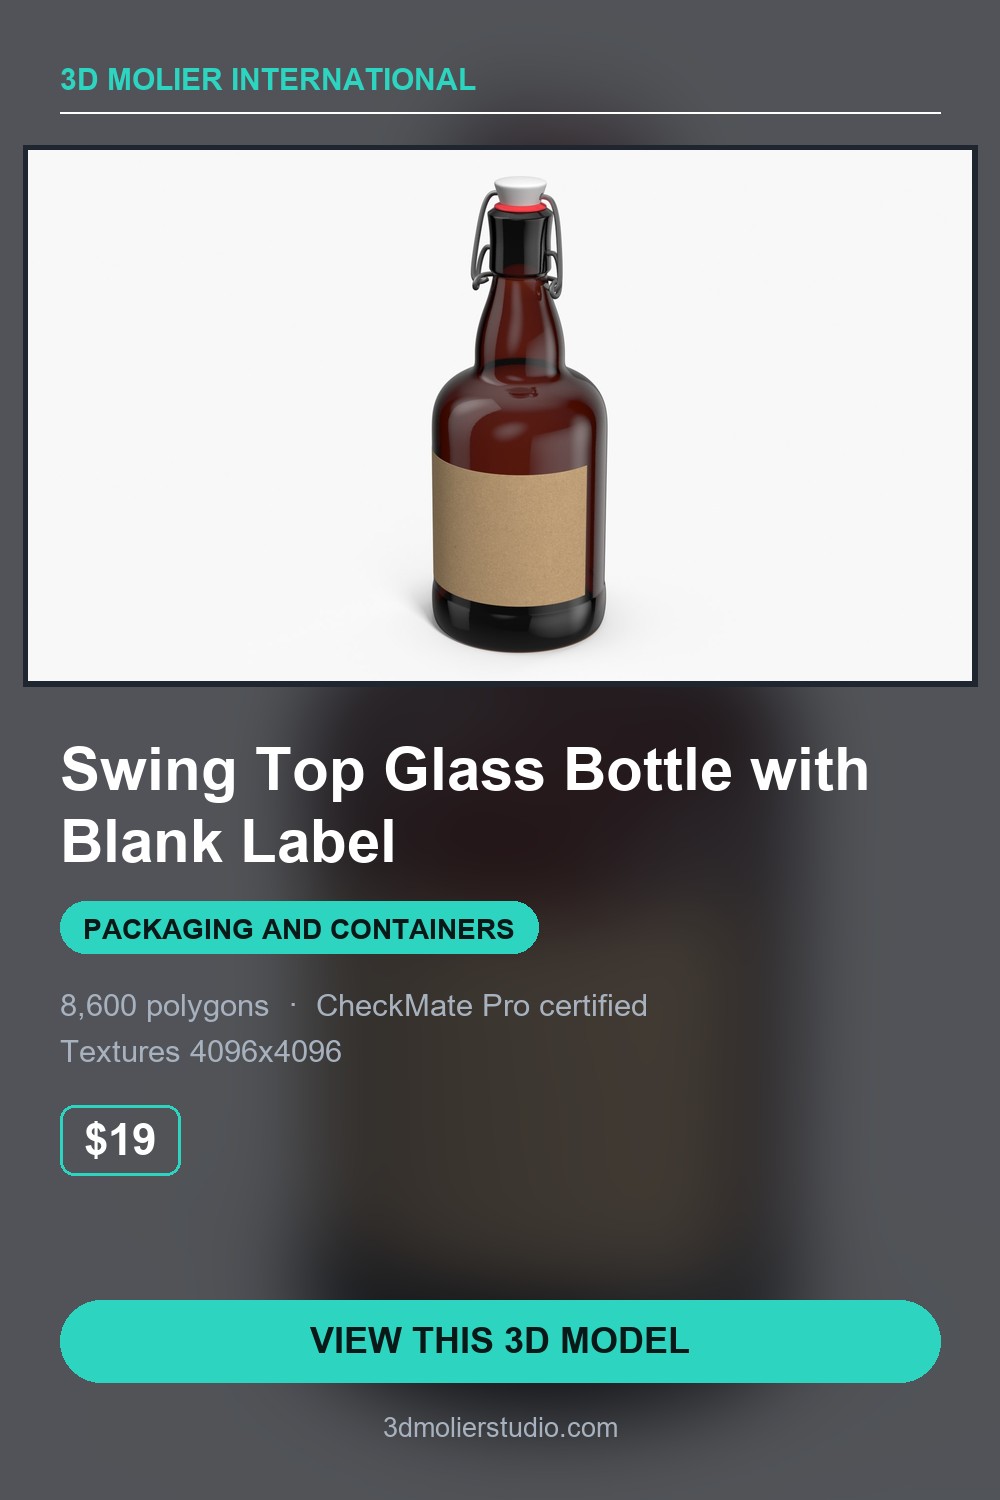 3D MOLIER INTERNATIONAL
Swing Top Glass Bottle with
Blank Label
PACKAGING AND CONTAINERS
8,600 polygons · CheckMate Pro certified
Textures 4096x4096
$19
VIEW THIS 3D MODEL
3dmolierstudio.com